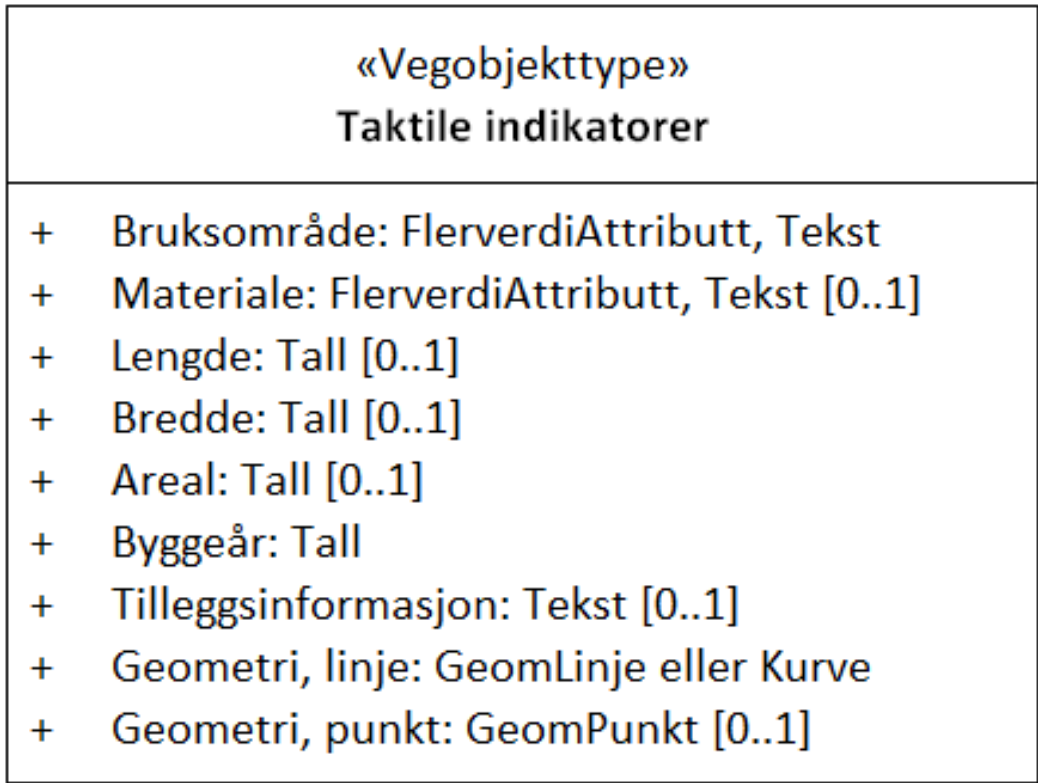 «Vegobjekttype»
Taktile indikatorer
+ Bruksområde: FlerverdiAttributt, Tekst
+ Materiale: FlerverdiAttributt, Tekst [0..1]
+ Lengde: Tall [0..1]
+ Bredde: Tall [0..1]
+ Areal: Tall [0..1]
+ Byggeår: Tall
+ Tilleggsinformasjon: Tekst [0..1]
+ Geometri, linje: GeomLinje eller Kurve
+ Geometri, punkt: GeomPunkt [0..1]